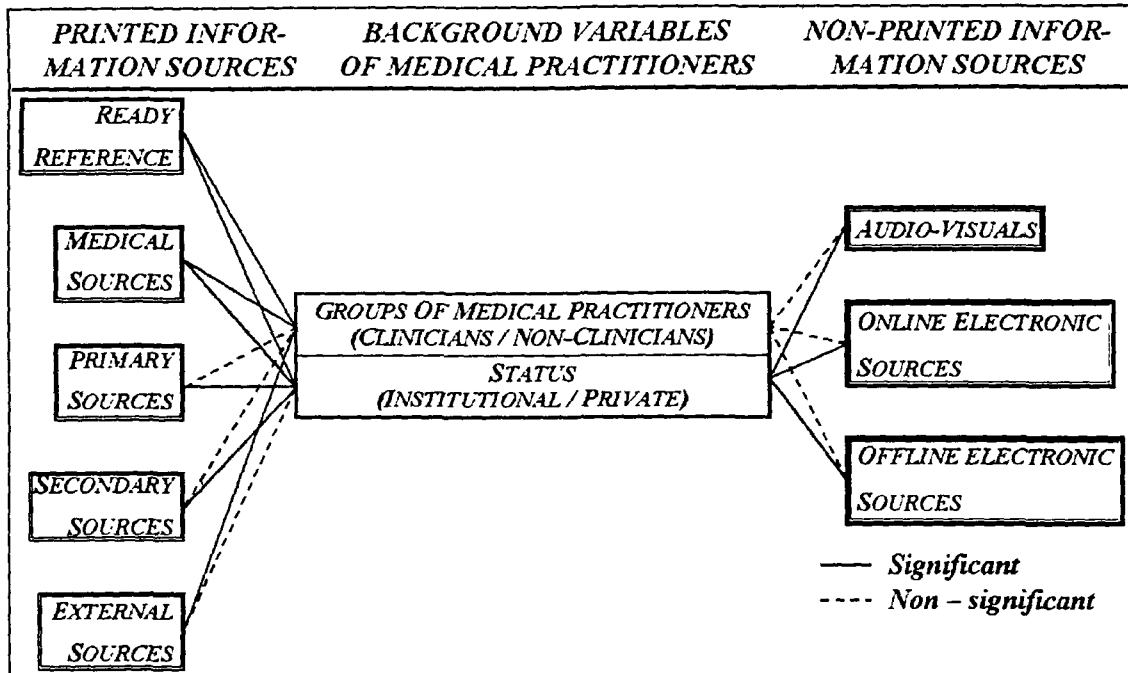 PRINTED INFOR-
MATION SOURCES
BACKGROUND VARIABLES
OF MEDICAL PRACTITIONERS
NON-PRINTED INFOR-
MATION SOURCES
READY
REFERENCE
MEDICAL
SOURCES
PRIMARY
SOURCES
SECONDARY
SOURCES
EXTERNAL
SOURCES
GROUPS OF MEDICAL PRACTITIONERS
(CLINICIANS / NON-CLINICIANS)
STATUS
(INSTITUTIONAL / PRIVATE)
AUDIO-VISUALS
ONLINE ELECTRONIC
SOURCES
OFFLINE ELECTRONIC
SOURCES
Significant
Non – significant